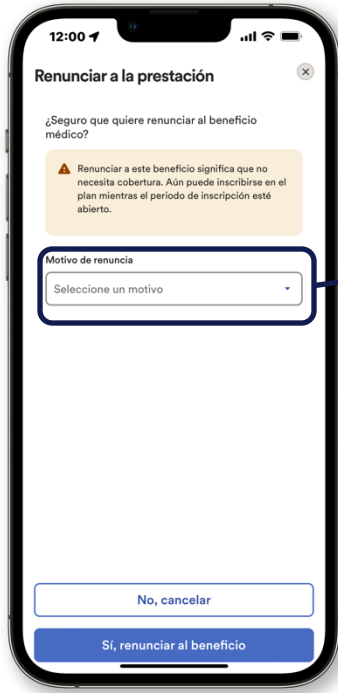 12:00
Renunciar a la prestación
¿Seguro que quiere renunciar al beneficio
médico?
Renunciar a este beneficio significa que no
necesita cobertura. Aún puede inscribirse en el
plan mientras el periodo de inscripción esté
abierto.
Motivo de renuncia
Seleccione un motivo
No, cancelar
Sí, renunciar al beneficio